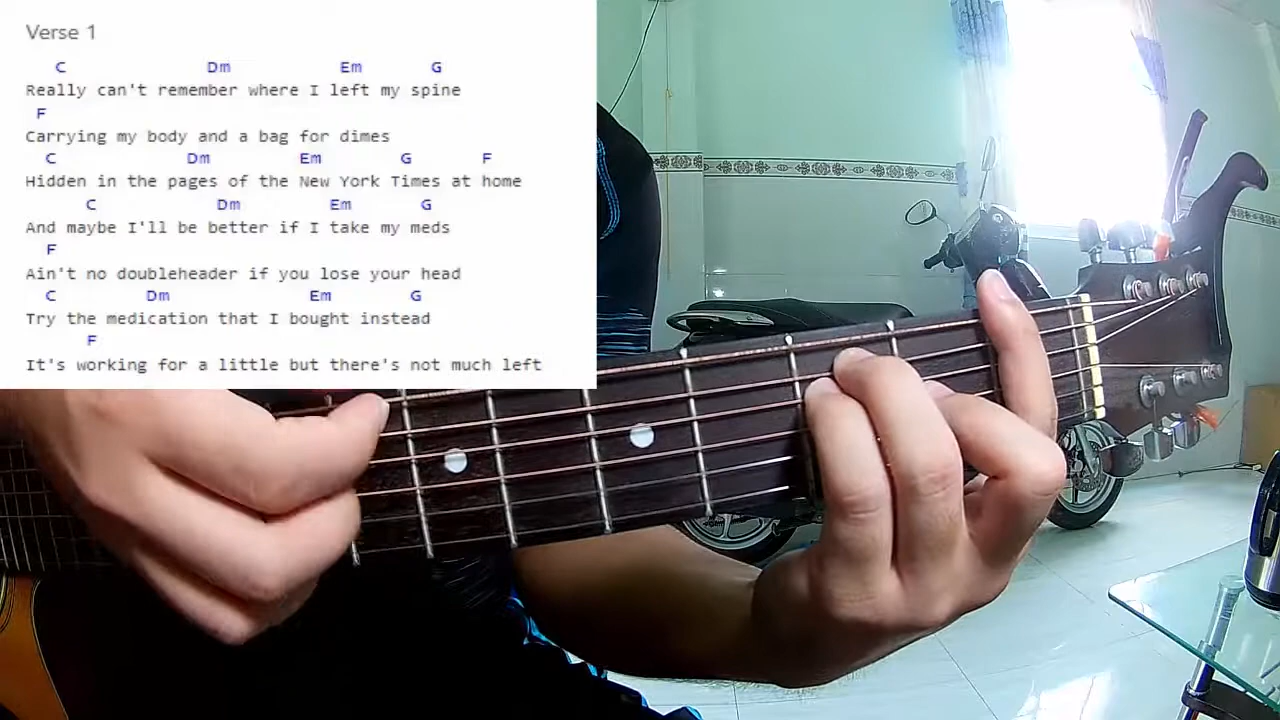 Verse 1
C Dm Em G
Really can't remember where I left my spine
F
Carrying my body and a bag for dimes
C Dm Em G F
Hidden in the pages of the New York Times at home
C Dm Em G
And maybe I'll be better if I take my meds
F
Ain't no doubleheader if you lose your head
C Dm Em G
Try the medication that I bought instead
F
It's working for a little but there's not much left